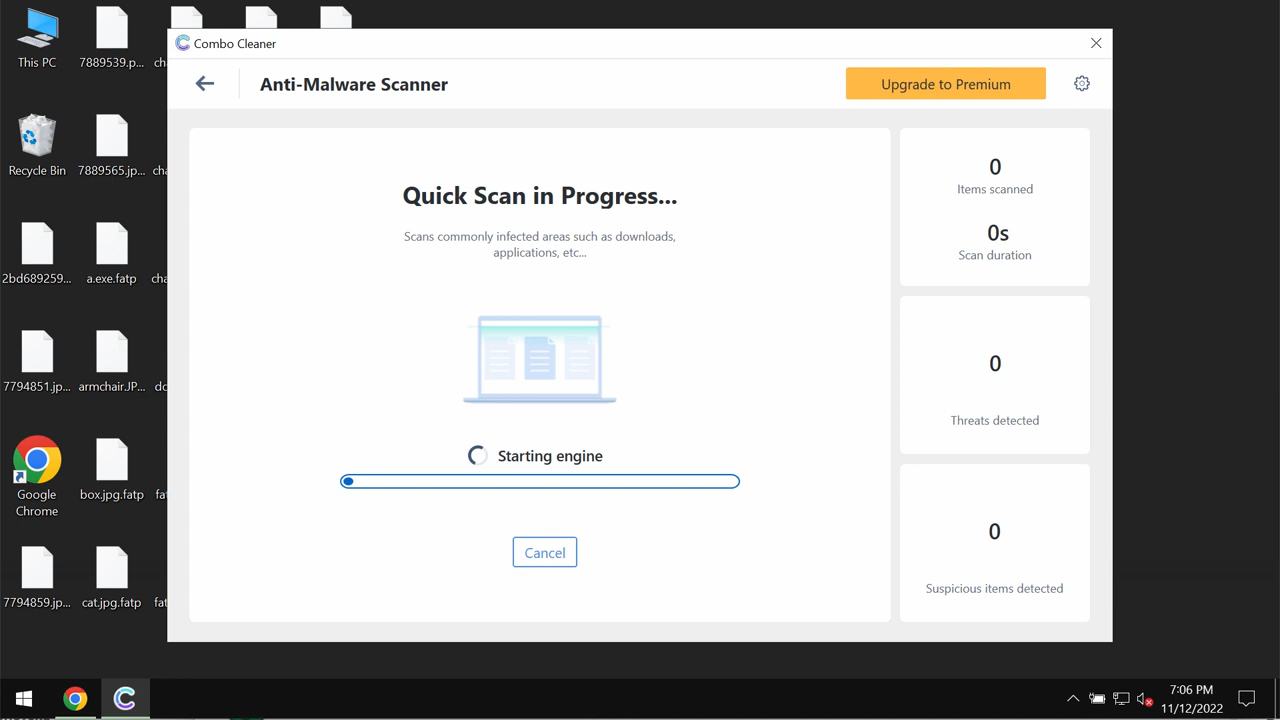 This PC
7889539.p...
Recycle Bin
7889565.jp...
2bd689259...
a.exe.fatp
7794851.jp...
armchair.JP...
Google
Chrome
box.jpg.fatp
7794859.jp...
cat.jpg.fatp
Combo Cleaner
Anti-Malware Scanner
Upgrade to Premium
Quick Scan in Progress...
Scans commonly infected areas such as downloads,
applications, etc...
Starting engine
Cancel
0
Items scanned
0s
Scan duration
0
Threats detected
0
Suspicious items detected
7:06 PM
11/12/2022